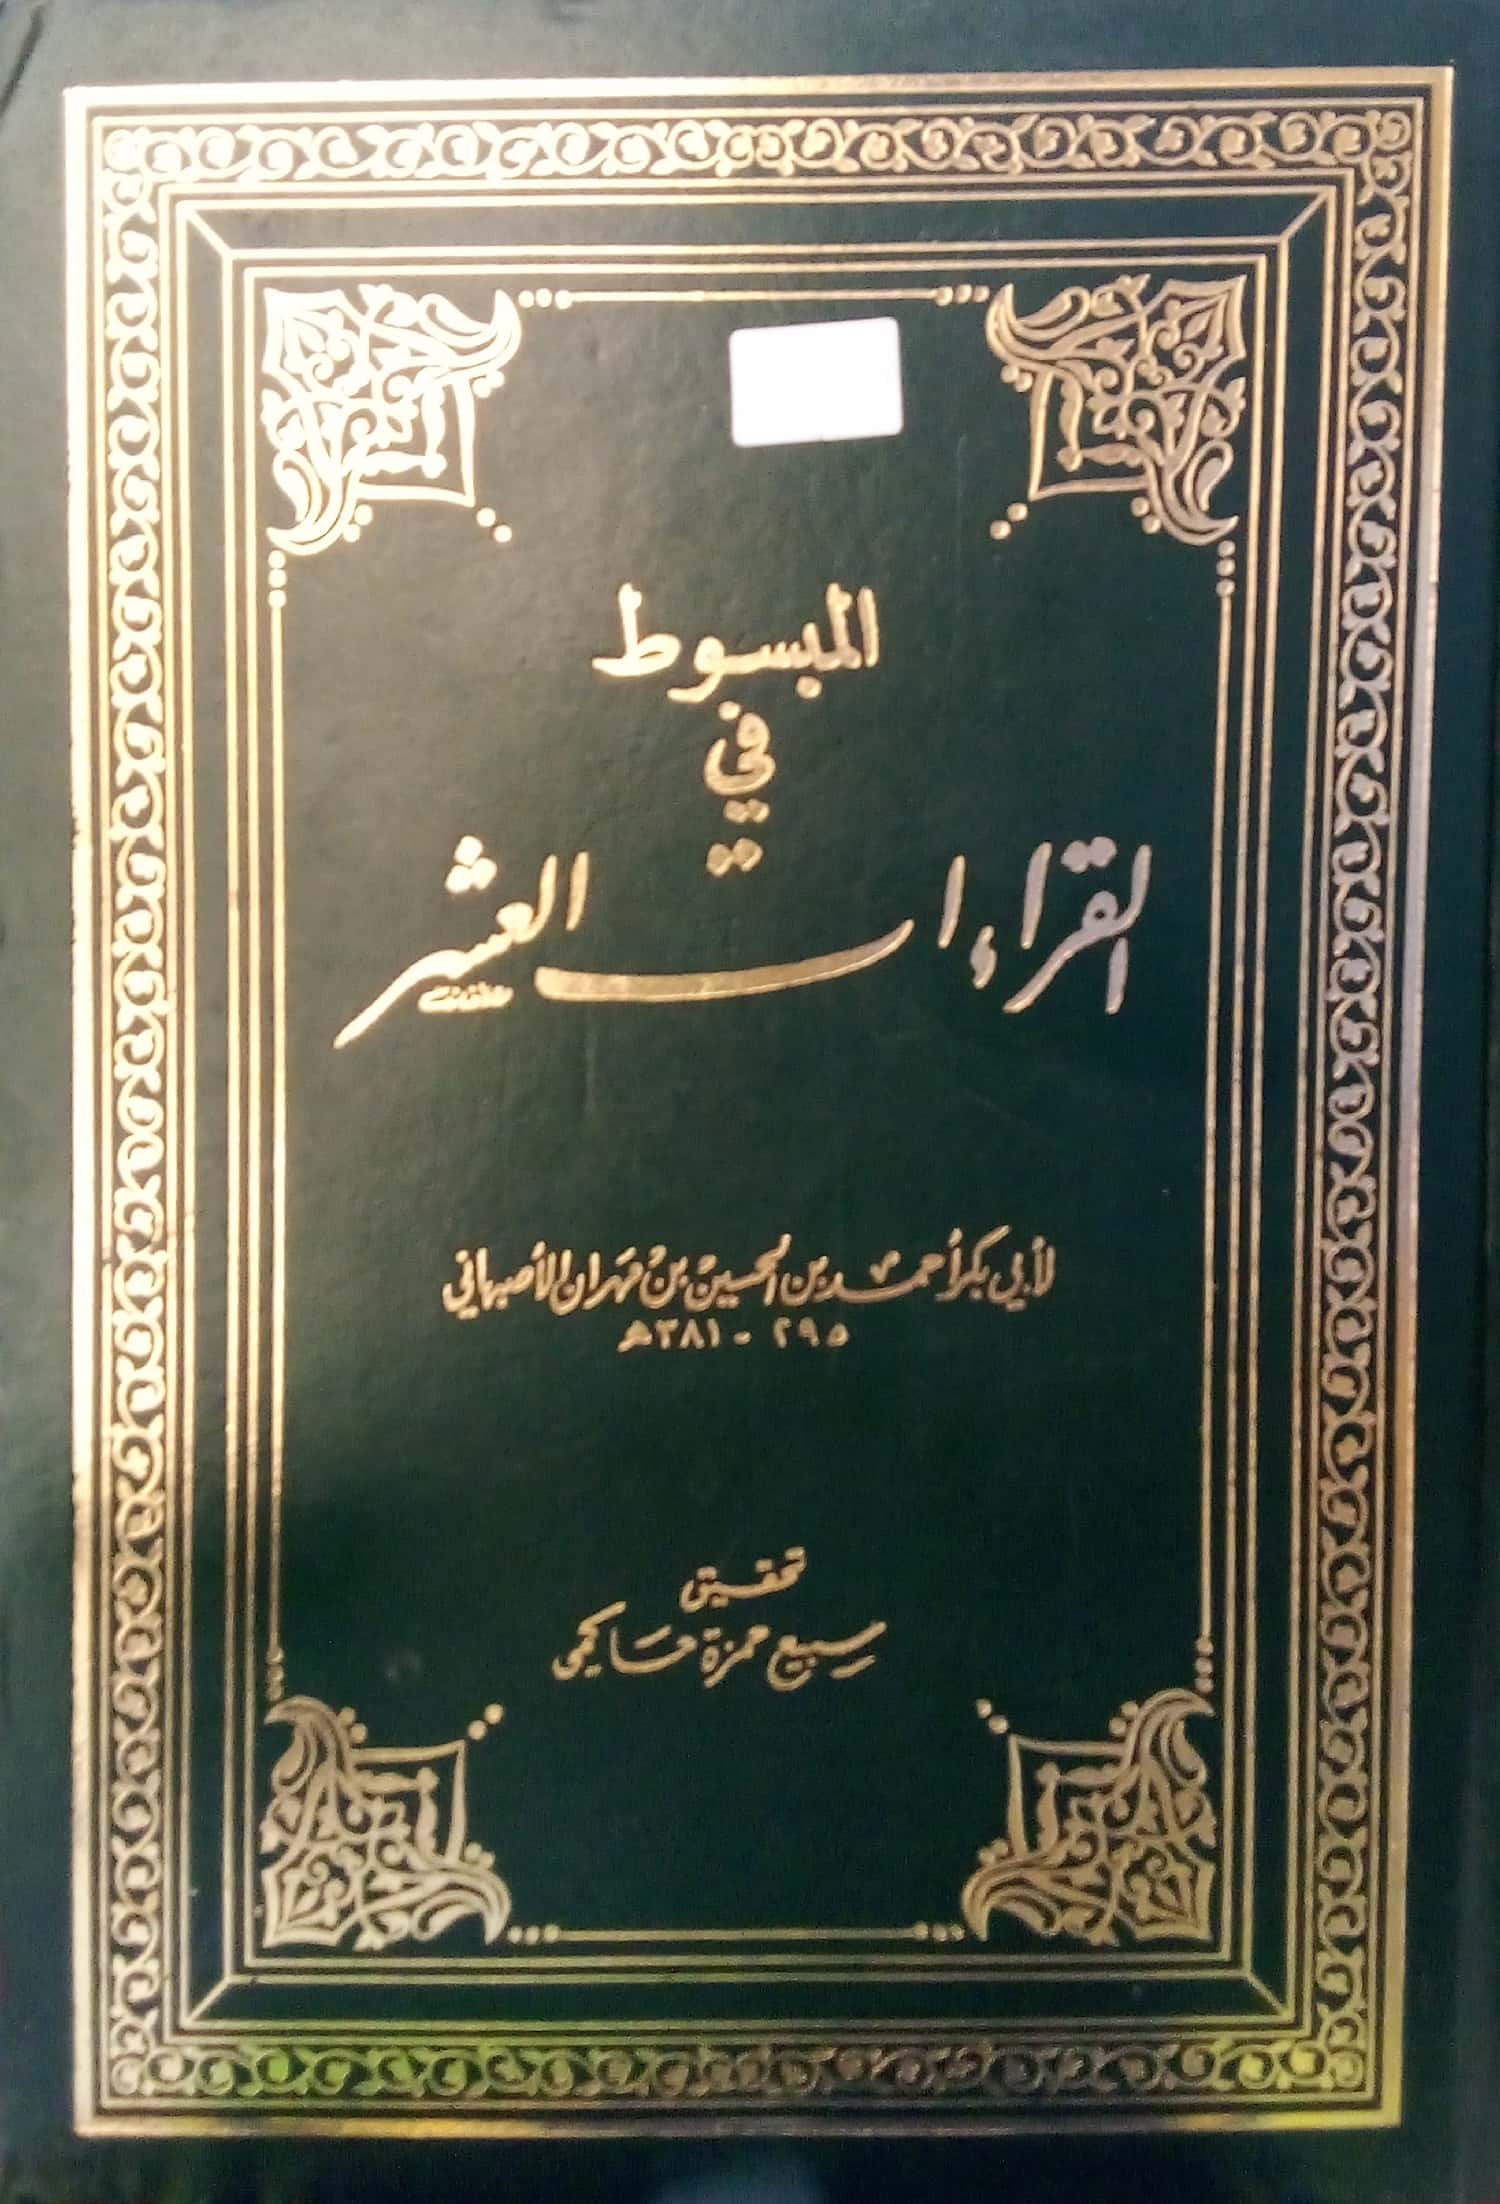 المبسوط
في
القراءات العشر
لأبي بكر أحمد بن الحسين بن مهران الأصبهاني
٢٩٥ - ٣٨١هـ
تحقيق
سبيع حمزة حاكمي